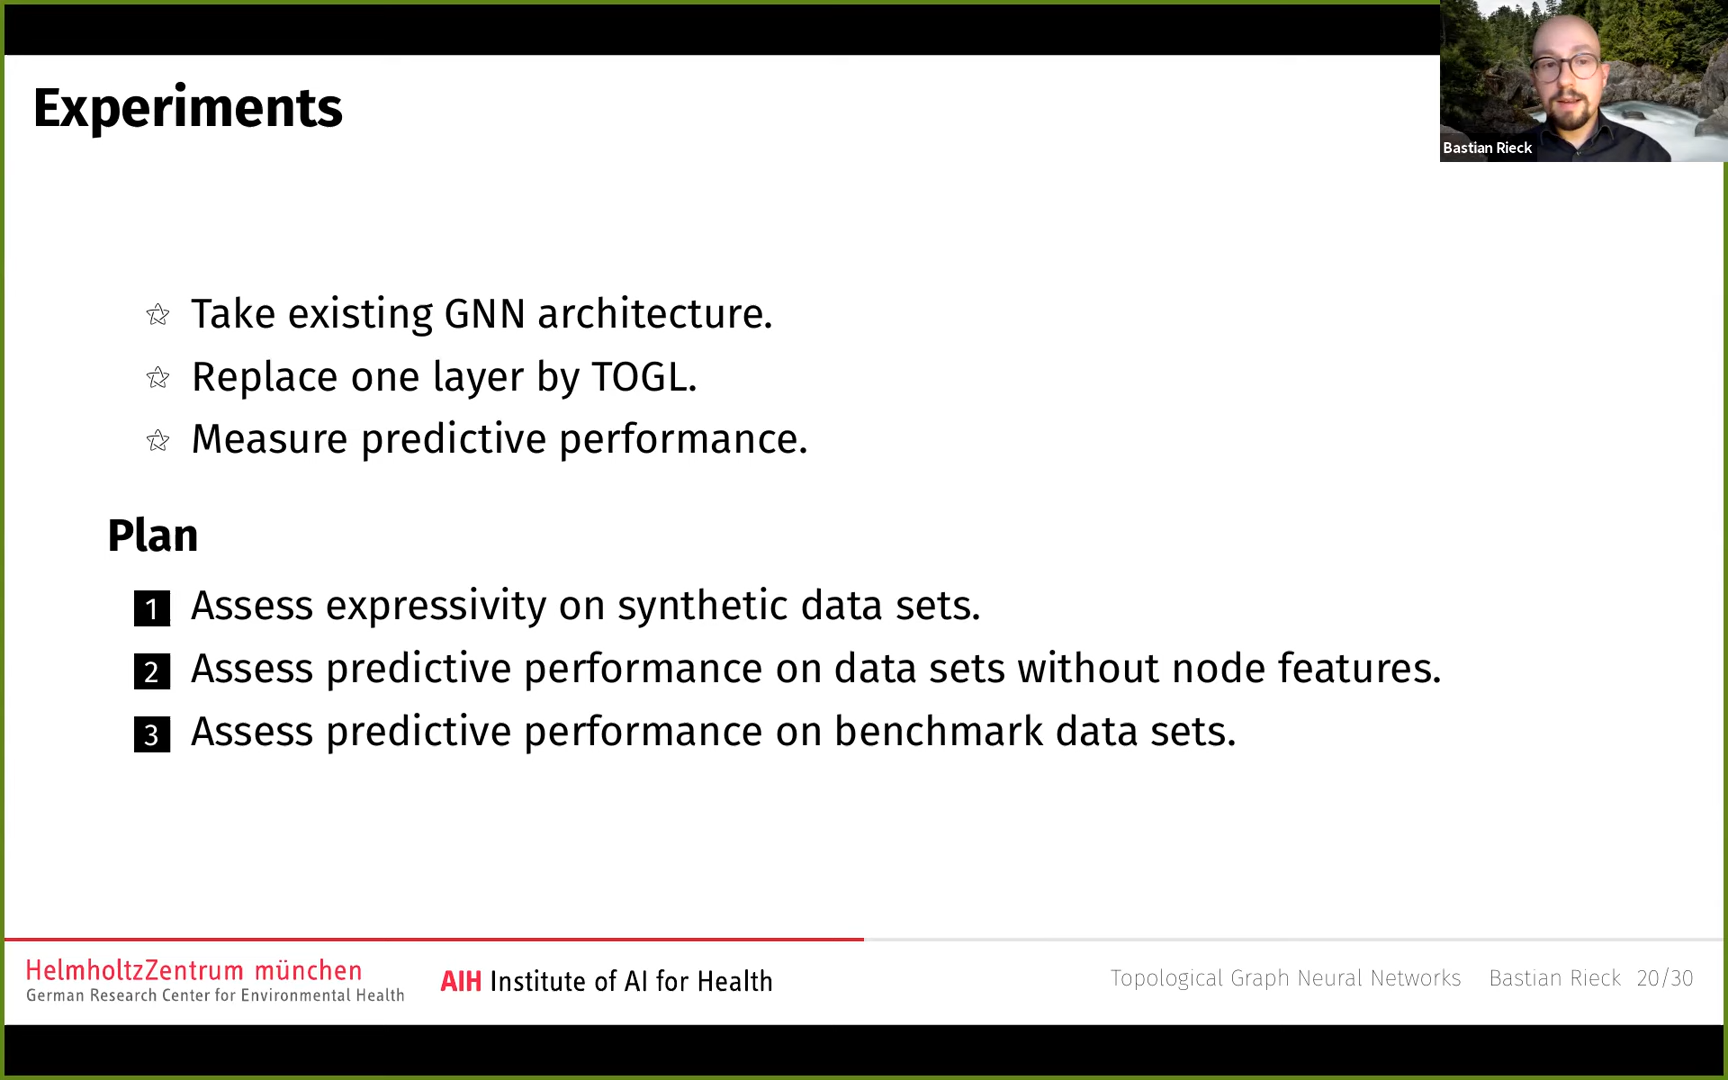 Experiments
Bastian Rieck
Take existing GNN architecture.
Replace one layer by TOGL.
Measure predictive performance.
Plan
1 Assess expressivity on synthetic data sets.
2 Assess predictive performance on data sets without node features.
3 Assess predictive performance on benchmark data sets.
HelmholtzZentrum münchen
German Research Center for Environmental Health
AIH Institute of AI for Health
Topological Graph Neural Networks Bastian Rieck 20/30